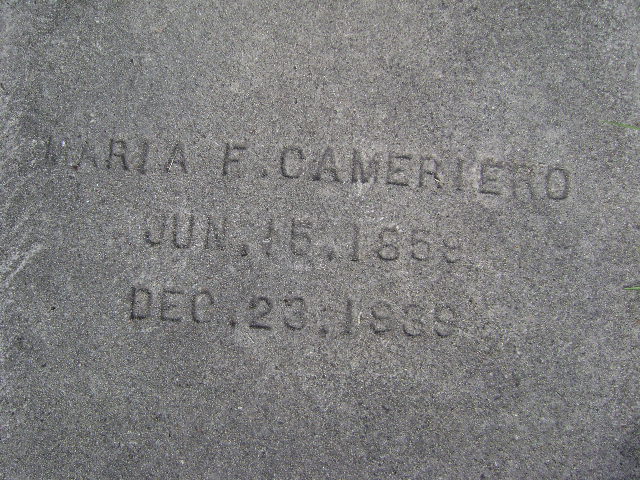 MARIA F. CAMERIERO
JUN. 15, 1859
DEC. 23, 1939